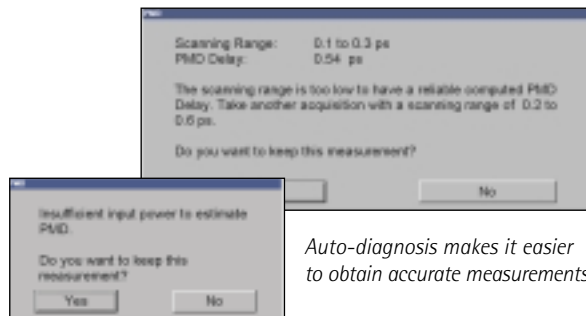 PMD
Scanning Range: 0.1 to 0.3 ps
PMD Delay: 0.54 ps
The scanning range is too low to have a reliable computed PMD
Delay. Take another acquisition with a scanning range of 0.2 to
0.6 ps.
Do you want to keep this measurement?
No
Insufficient input power to estimate
PMD.
Do you want to keep this
measurement?
Yes No
Auto-diagnosis makes it easier
to obtain accurate measurements